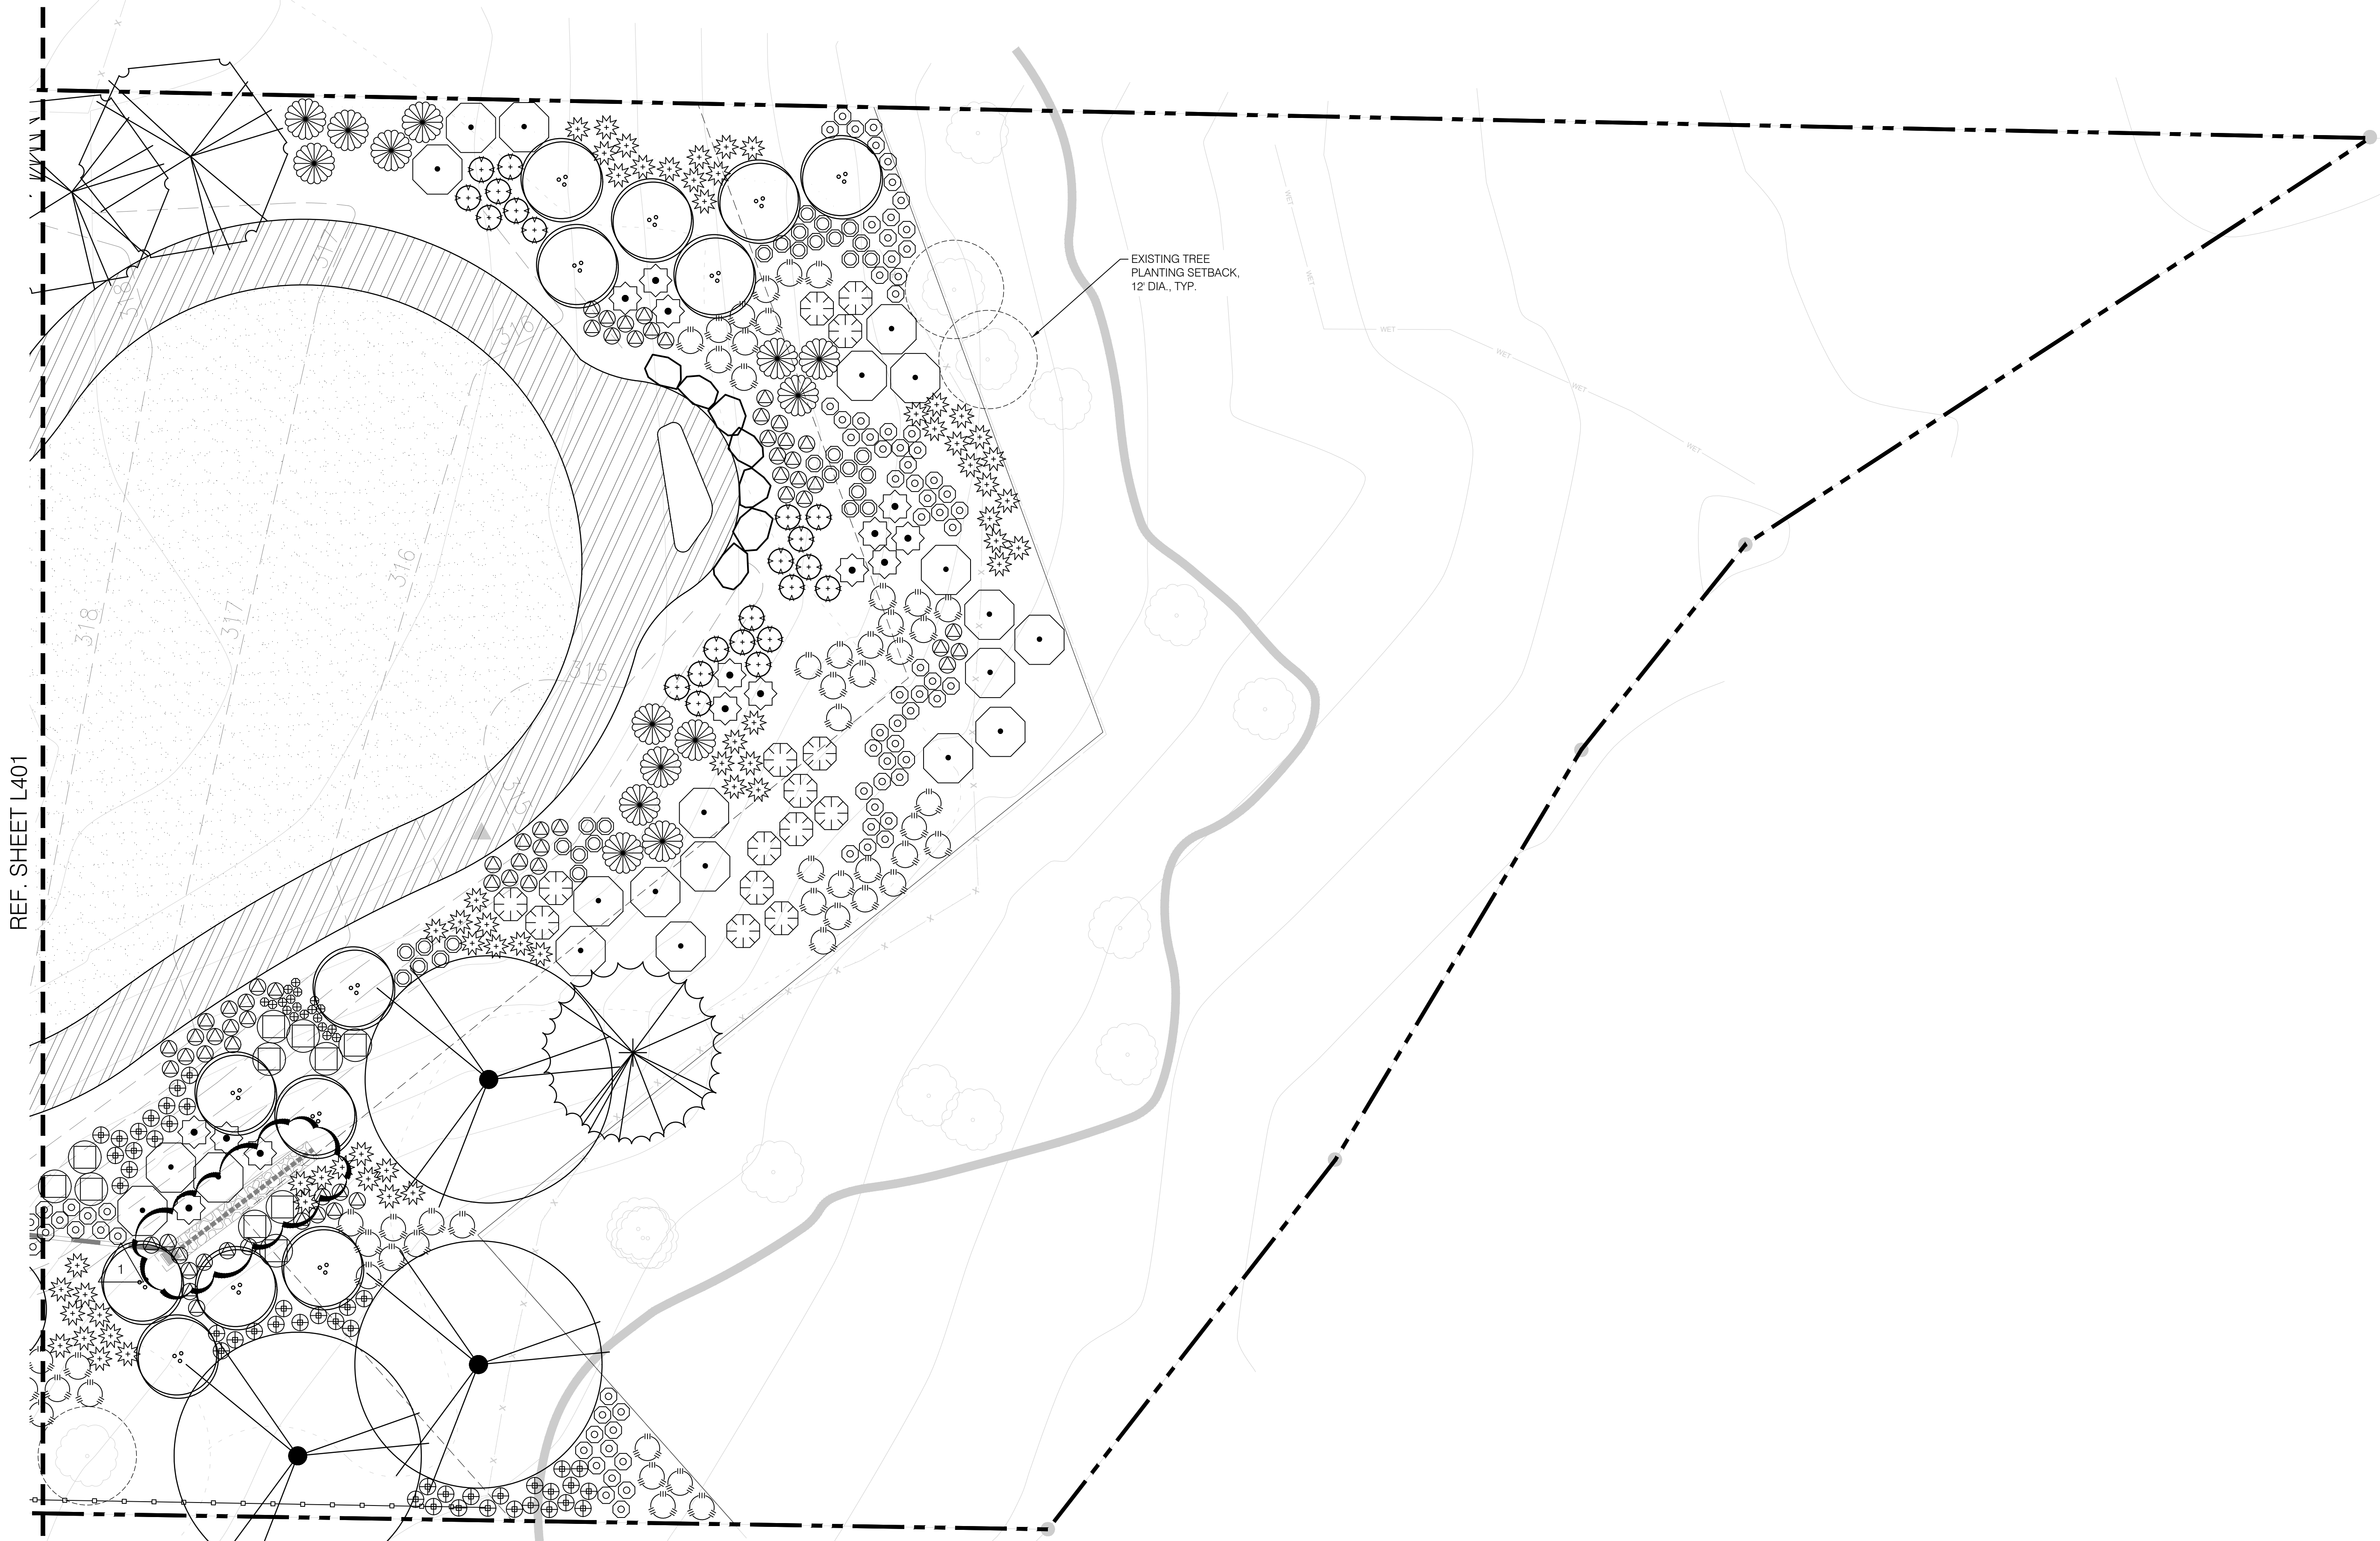 EXISTING TREE
PLANTING SETBACK,
12' DIA., TYP.
WET
WET
WET
WET
WET
WET
317
318
316
316
318
317
315
315
REF. SHEET L401
1